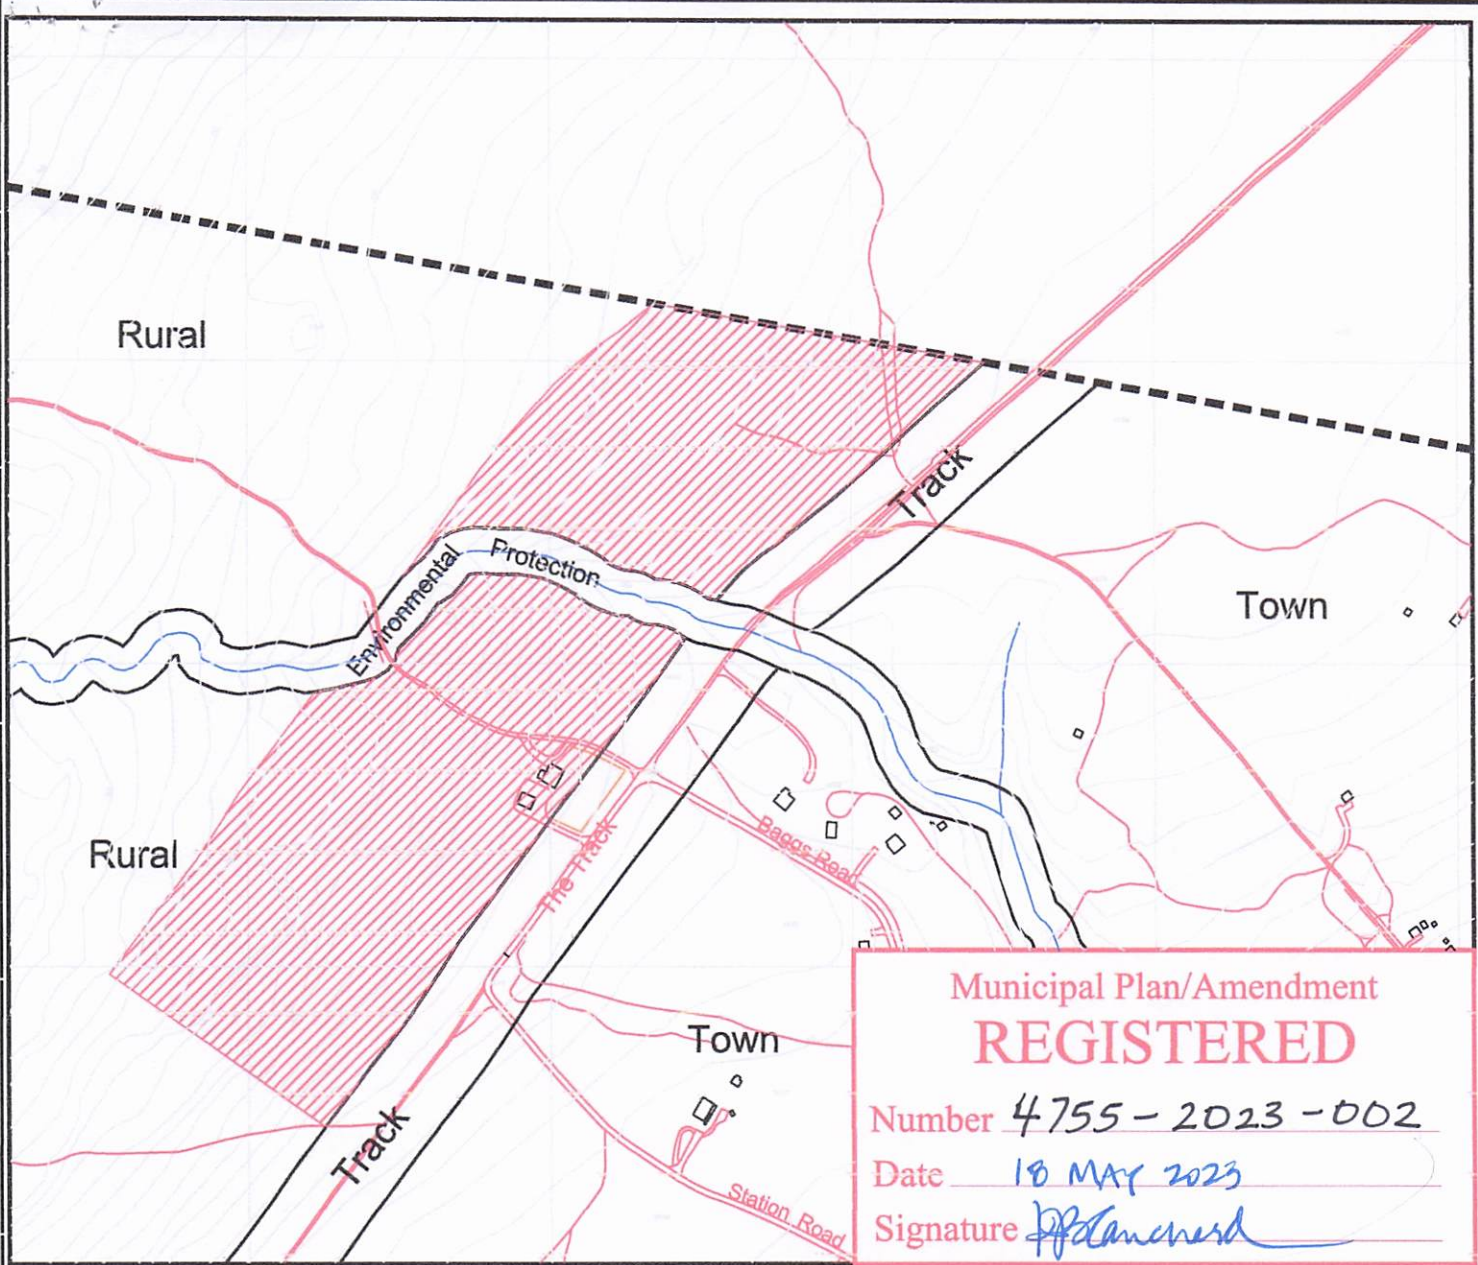 Rural
Track
Environmental
Protection
Town
Rural
Baggs Road
The Track
Town
Track
Station Road
Municipal Plan/Amendment
REGISTERED
Number 4755-2023-002
Date 18 MAY 2023
Signature